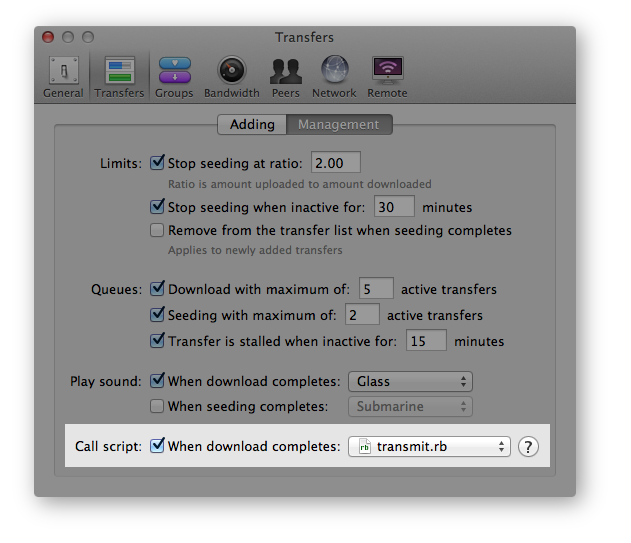 Transfers
General Transfers Groups Bandwidth Peers Network Remote
Adding Management
Limits: Stop seeding at ratio: 2.00
Ratio is amount uploaded to amount downloaded
Stop seeding when inactive for: 30 minutes
Remove from the transfer list when seeding completes
Applies to newly added transfers
Queues: Download with maximum of: 5 active transfers
Seeding with maximum of: 2 active transfers
Transfer is stalled when inactive for: 15 minutes
Play sound: When download completes: Glass
When seeding completes: Submarine
Call script: When download completes: rb transmit.rb ?